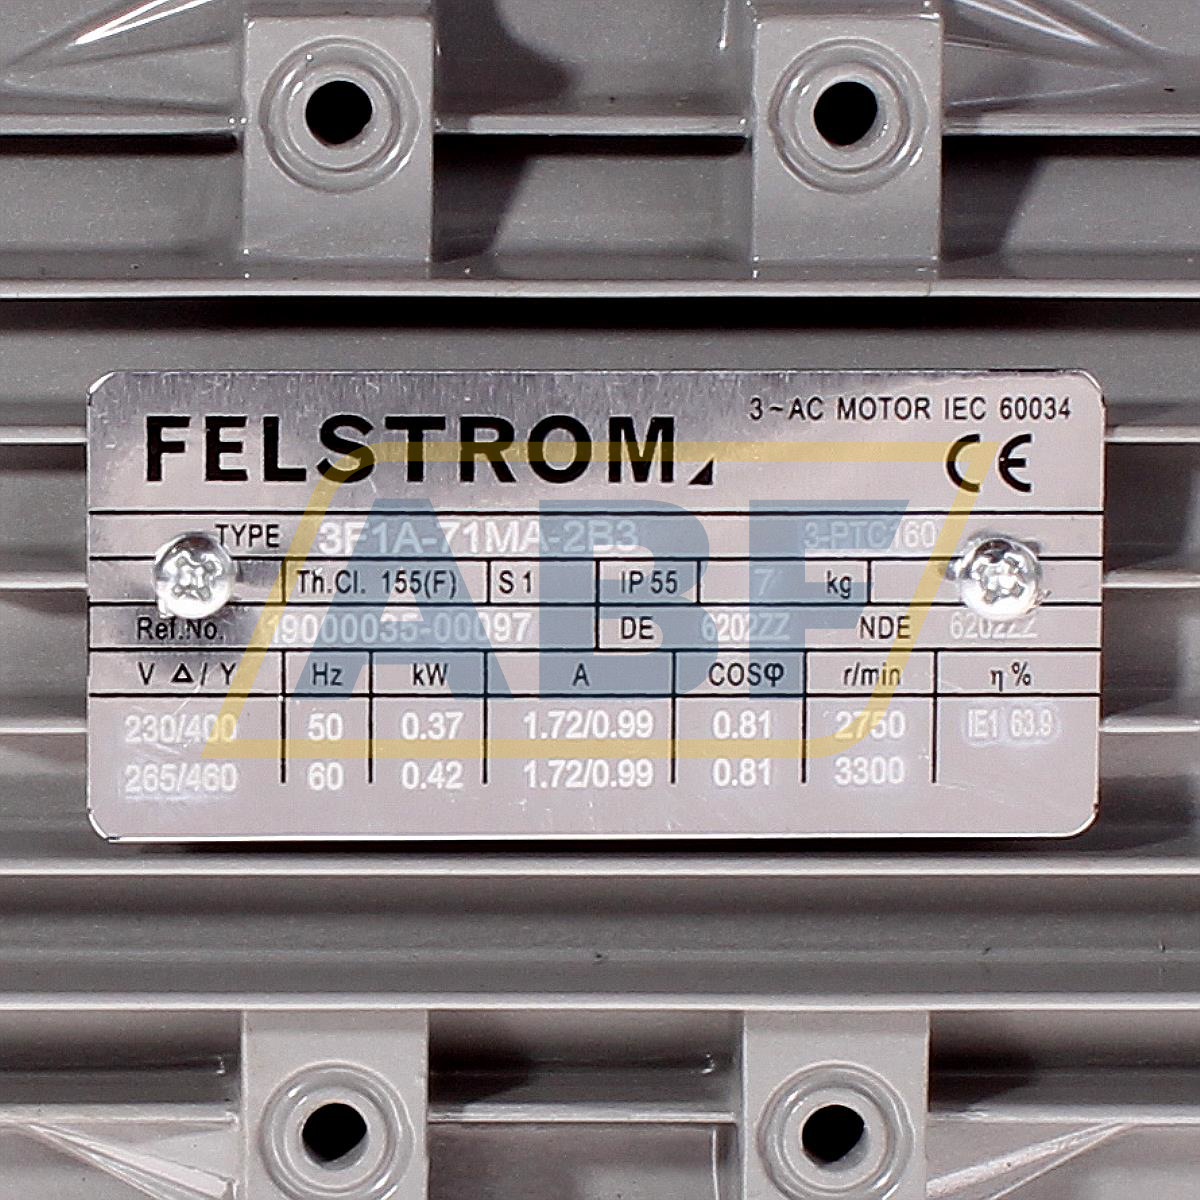 FELSTROM
3~AC MOTOR IEC 60034
CE
TYPE 3F1A-71MA-2B3 3-PTC160
Th.Cl. 155(F) S1 IP 55 7 kg
Ref.No. 19000035-00097 DE 6202ZZ NDE 6202ZZ
V Δ/Y Hz kW A COSφ r/min η%
230/400 50 0.37 1.72/0.99 0.81 2750 IE1 63.9
265/460 60 0.42 1.72/0.99 0.81 3300
ABF